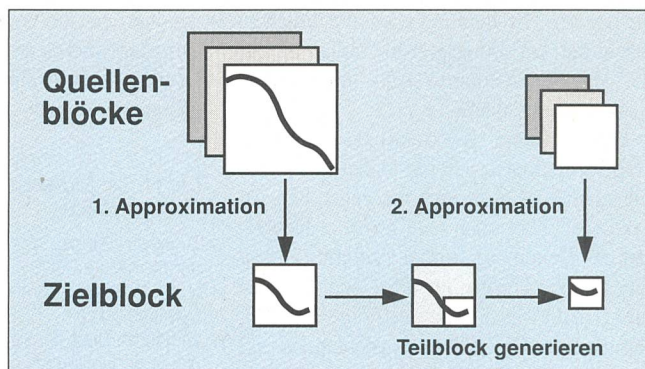 Quellen-
blöcke
1. Approximation
2. Approximation
Zielblock
Teilblock generieren